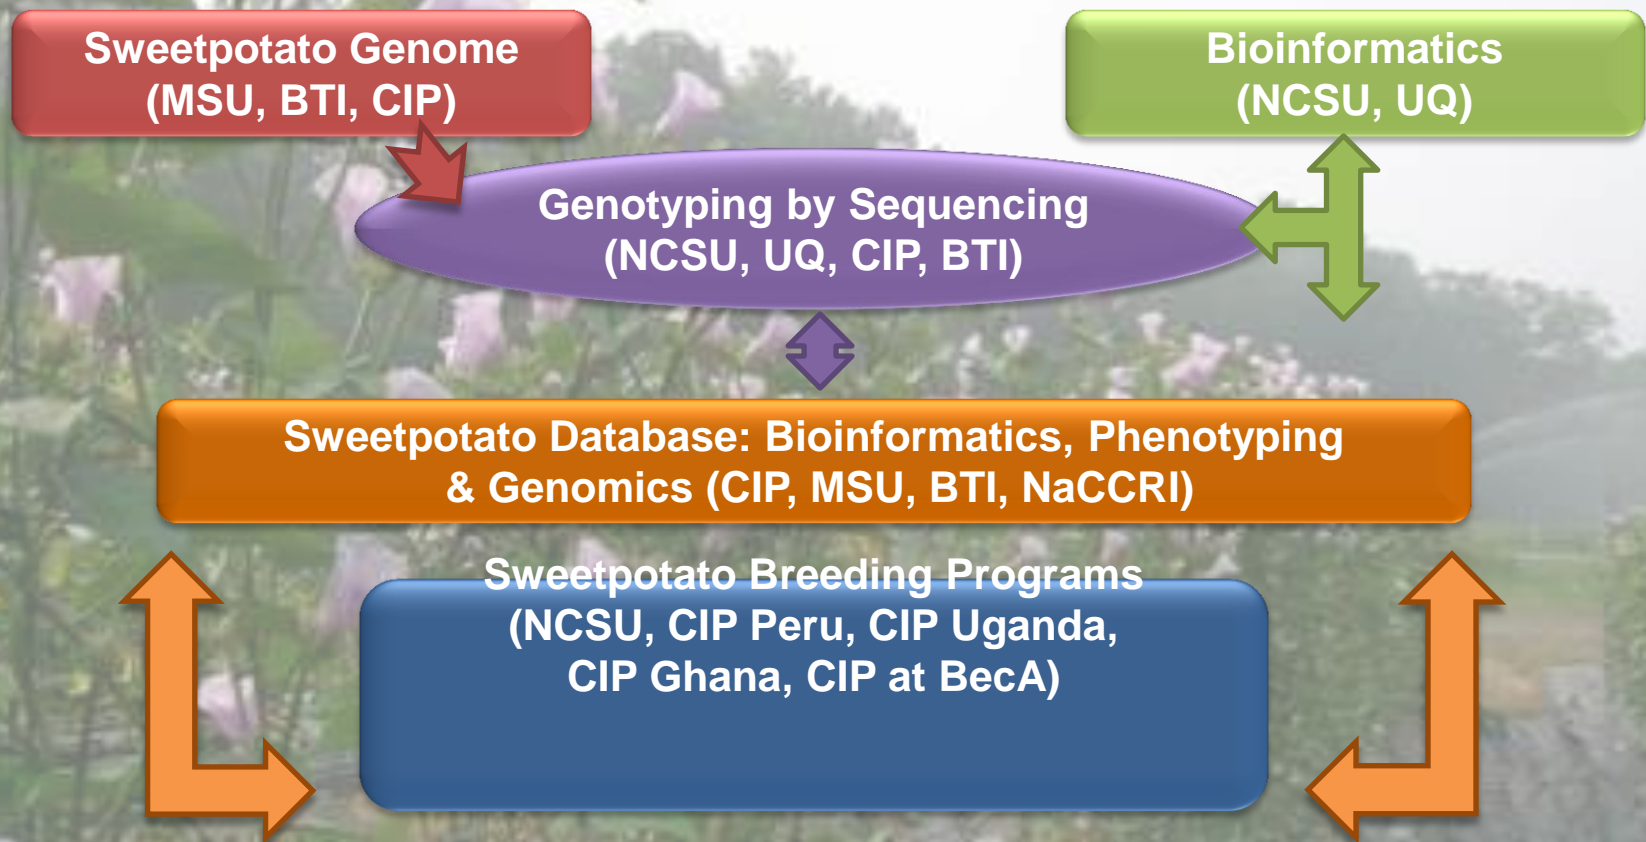 Sweetpotato Genome
(MSU, BTI, CIP)
Bioinformatics
(NCSU, UQ)
Genotyping by Sequencing
(NCSU, UQ, CIP, BTI)
Sweetpotato Database: Bioinformatics, Phenotyping
& Genomics (CIP, MSU, BTI, NaCCRI)
Sweetpotato Breeding Programs
(NCSU, CIP Peru, CIP Uganda,
CIP Ghana, CIP at BecA)